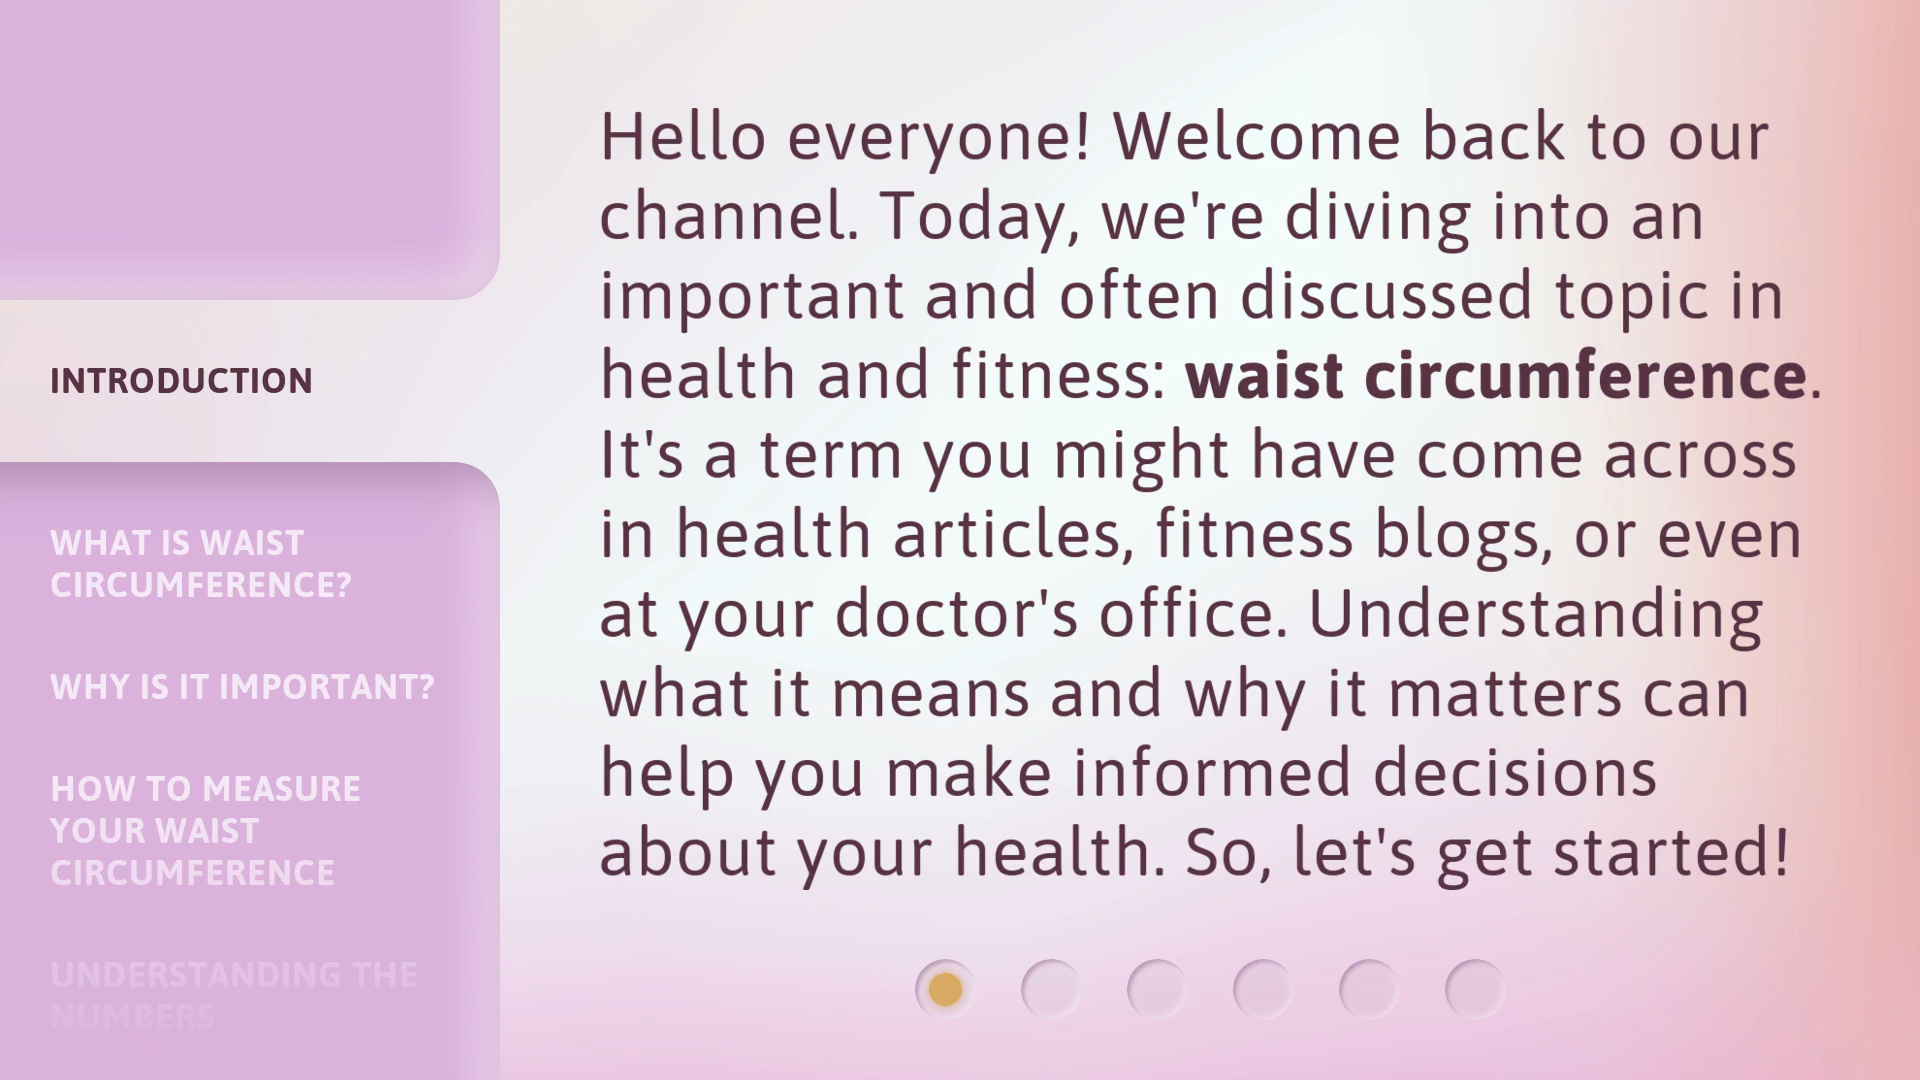 INTRODUCTION
WHAT IS WAIST
CIRCUMFERENCE?
WHY IS IT IMPORTANT?
HOW TO MEASURE
YOUR WAIST
CIRCUMFERENCE
UNDERSTANDING THE
NUMBERS
Hello everyone! Welcome back to our
channel. Today, we're diving into an
important and often discussed topic in
health and fitness: waist circumference.
It's a term you might have come across
in health articles, fitness blogs, or even
at your doctor's office. Understanding
what it means and why it matters can
help you make informed decisions
about your health. So, let's get started!